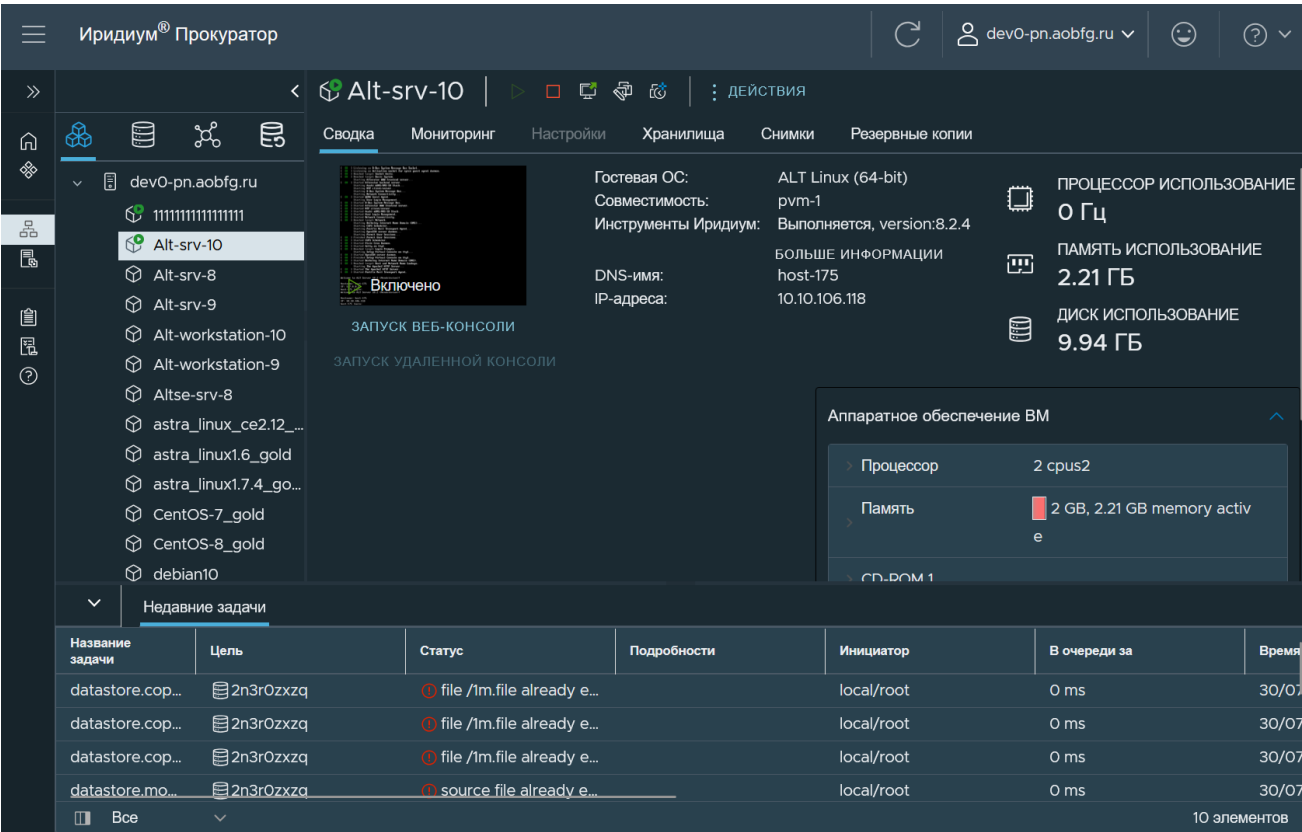 Иридиум® Прокуратор
dev0-pn.aobfg.ru
Alt-srv-10
ДЕЙСТВИЯ
Сводка Мониторинг Настройки Хранилища Снимки Резервные копии
dev0-pn.aobfg.ru
Alt-srv-10
Alt-srv-8
Alt-srv-9
Alt-workstation-10
Alt-workstation-9
Altse-srv-8
astra_linux_ce2.12_...
astra_linux1.6_gold
astra_linux1.7.4_go...
CentOS-7_gold
CentOS-8_gold
debian10
Включено
ЗАПУСК ВЕБ-КОНСОЛИ
ЗАПУСК УДАЛЕННОЙ КОНСОЛИ
Гостевая ОС: ALT Linux (64-bit)
Совместимость: pvm-1
Инструменты Иридиум: Выполняется, version:8.2.4
БОЛЬШЕ ИНФОРМАЦИИ
DNS-имя: host-175
IP-адреса: 10.10.106.118
ПРОЦЕССОР ИСПОЛЬЗОВАНИЕ
0 Гц
ПАМЯТЬ ИСПОЛЬЗОВАНИЕ
2.21 ГБ
ДИСК ИСПОЛЬЗОВАНИЕ
9.94 ГБ
Аппаратное обеспечение ВМ
Процессор 2 cpus2
Память 2 GB, 2.21 GB memory activ
e
CD-ROM 1
Недавние задачи
Название
задачи
Цель Статус Подробности Инициатор В очереди за Время
datastore.cop... 2n3r0zxzq file /1m.file already e... local/root 0 ms 30/07
datastore.cop... 2n3r0zxzq file /1m.file already e... local/root 0 ms 30/07
datastore.cop... 2n3r0zxzq file /1m.file already e... local/root 0 ms 30/07
datastore.mo... 2n3r0zxzq source file already e... local/root 0 ms 30/07
Все 10 элементов